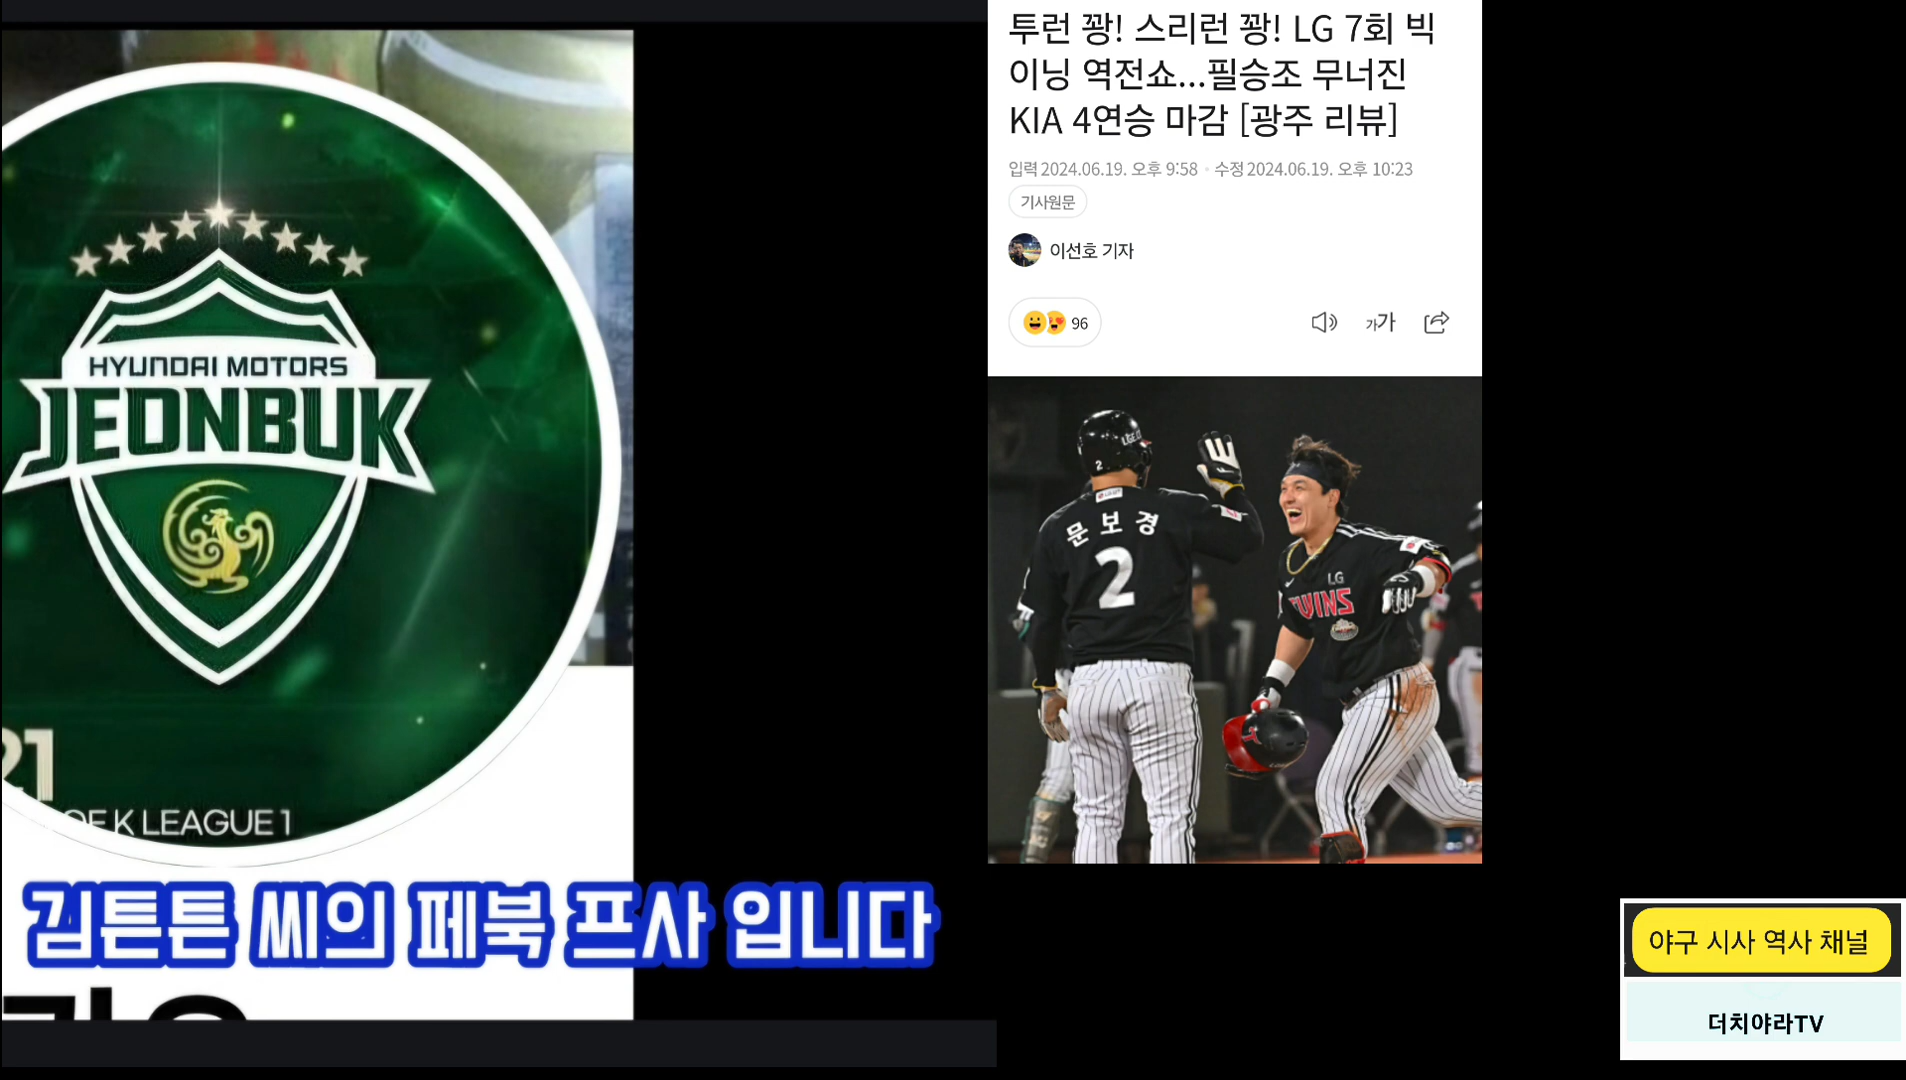 HYUNDAI MOTORS
JEONBUK
21
OF K LEAGUE 1
김튼튼 씨의 페북 프사 입니다
투런 꽝! 스리런 꽝! LG 7회 빅
이닝 역전쇼...필승조 무너진
KIA 4연승 마감 [광주 리뷰]
입력 2024.06.19. 오후 9:58 · 수정 2024.06.19. 오후 10:23
기사원문
이선호 기자
96
가가
2
문보경
2
LG
TWINS
야구 시사 역사 채널
더치야라TV